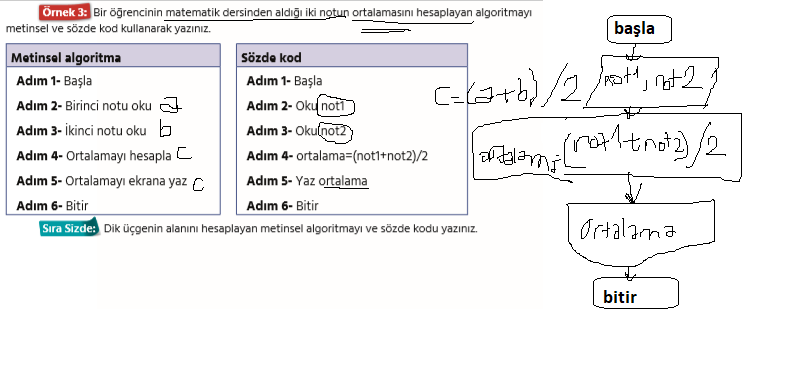 Örnek 3: Bir öğrencinin matematik dersinden aldığı iki notun ortalamasını hesaplayan algoritmayı
metinsel ve sözde kod kullanarak yazınız.
Metinsel algoritma
Adım 1- Başla
Adım 2- Birinci notu oku a
Adım 3- İkinci notu oku b
Adım 4- Ortalamayı hesapla C
Adım 5- Ortalamayı ekrana yaz C
Adım 6- Bitir
Sözde kod
Adım 1- Başla
Adım 2- Oku not1
Adım 3- Oku not2
Adım 4- ortalama=(not1+not2)/2
Adım 5- Yaz ortalama
Adım 6- Bitir
Sıra Sizde: Dik üçgenin alanını hesaplayan metinsel algoritmayı ve sözde kodu yazınız.
C=(a+b)/2
başla
not1, not2
ortalama=(not1+not2)/2
Ortalama
bitir